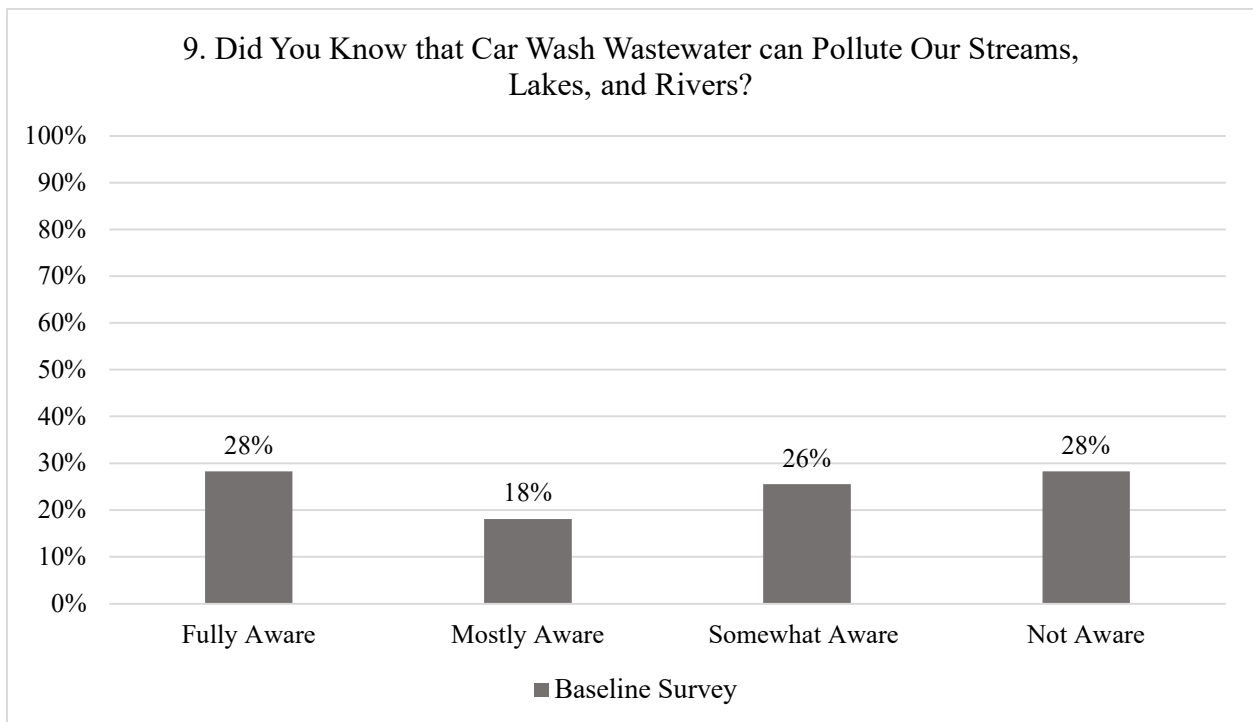 9. Did You Know that Car Wash Wastewater can Pollute Our Streams,
Lakes, and Rivers?
100%
90%
80%
70%
60%
50%
40%
30%
20%
10%
0%
28%
18%
26%
28%
Fully Aware
Mostly Aware
Somewhat Aware
Not Aware
Baseline Survey